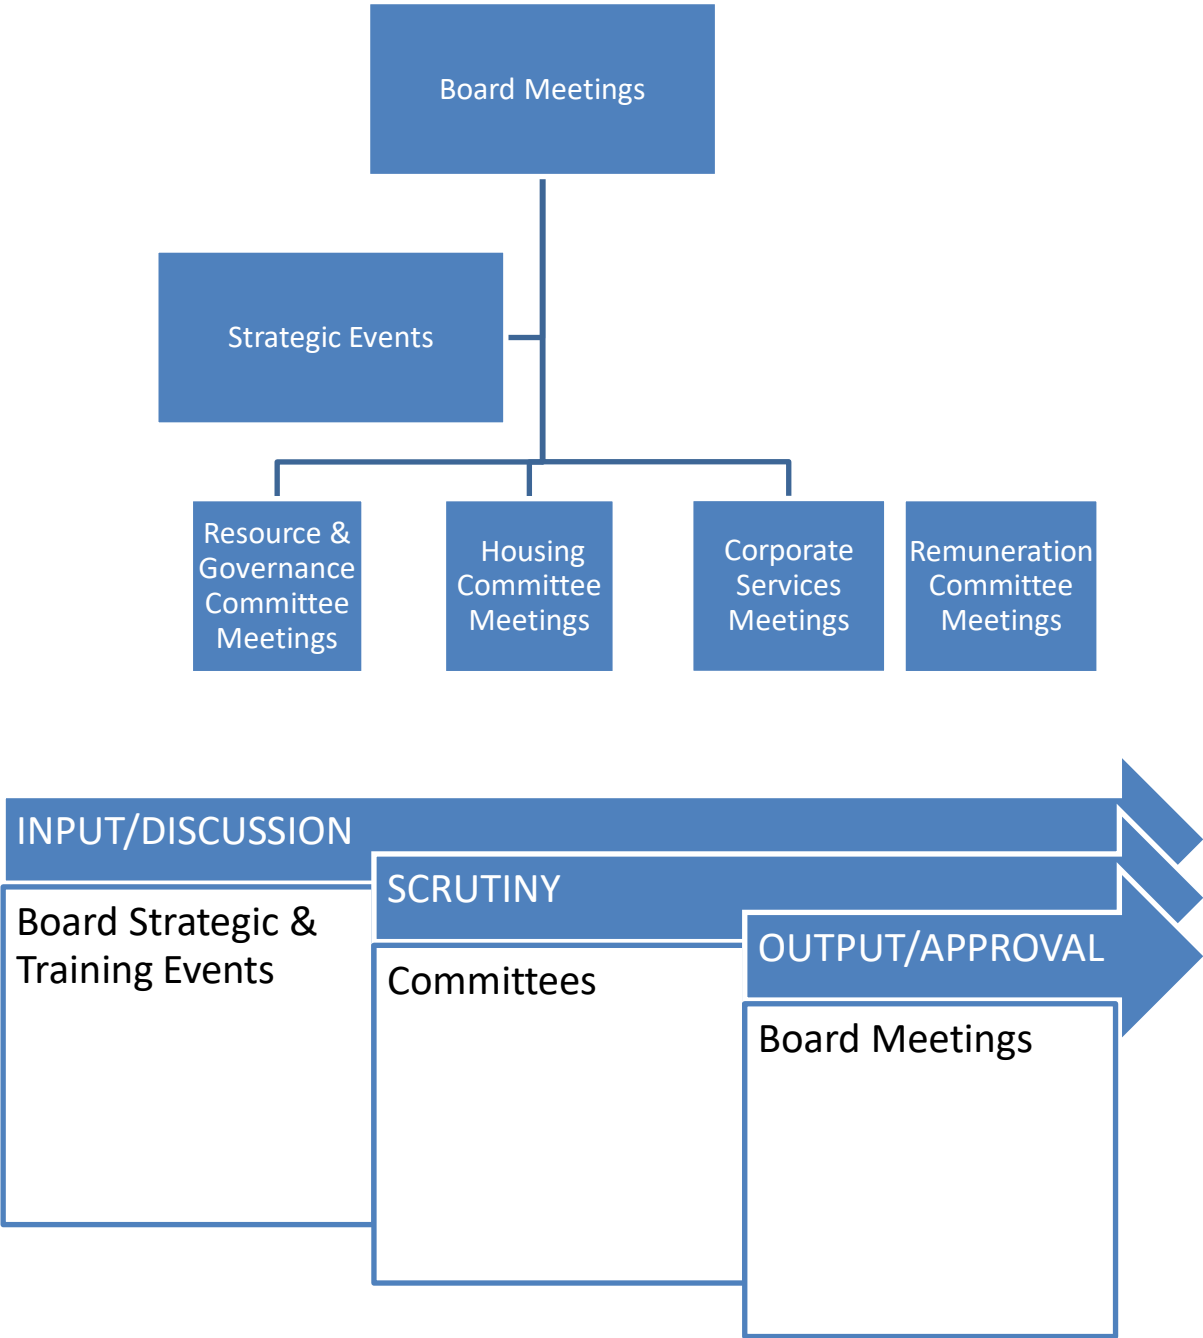 Board Meetings
Strategic Events
Resource &
Governance
Committee
Meetings
Housing
Committee
Meetings
Corporate
Services
Meetings
Remuneration
Committee
Meetings
INPUT/DISCUSSION
Board Strategic &
Training Events
SCRUTINY
Committees
OUTPUT/APPROVAL
Board Meetings